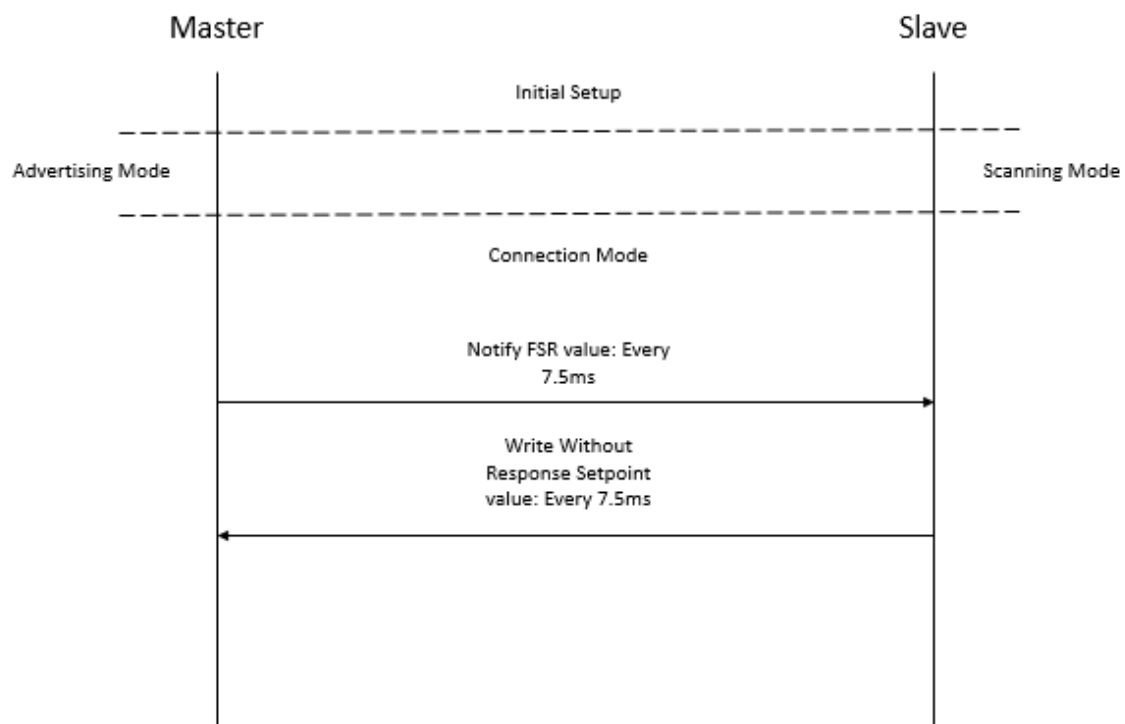 Master
Slave
Initial Setup
Advertising Mode
Scanning Mode
Connection Mode
Notify FSR value: Every
7.5ms
Write Without
Response Setpoint
value: Every 7.5ms